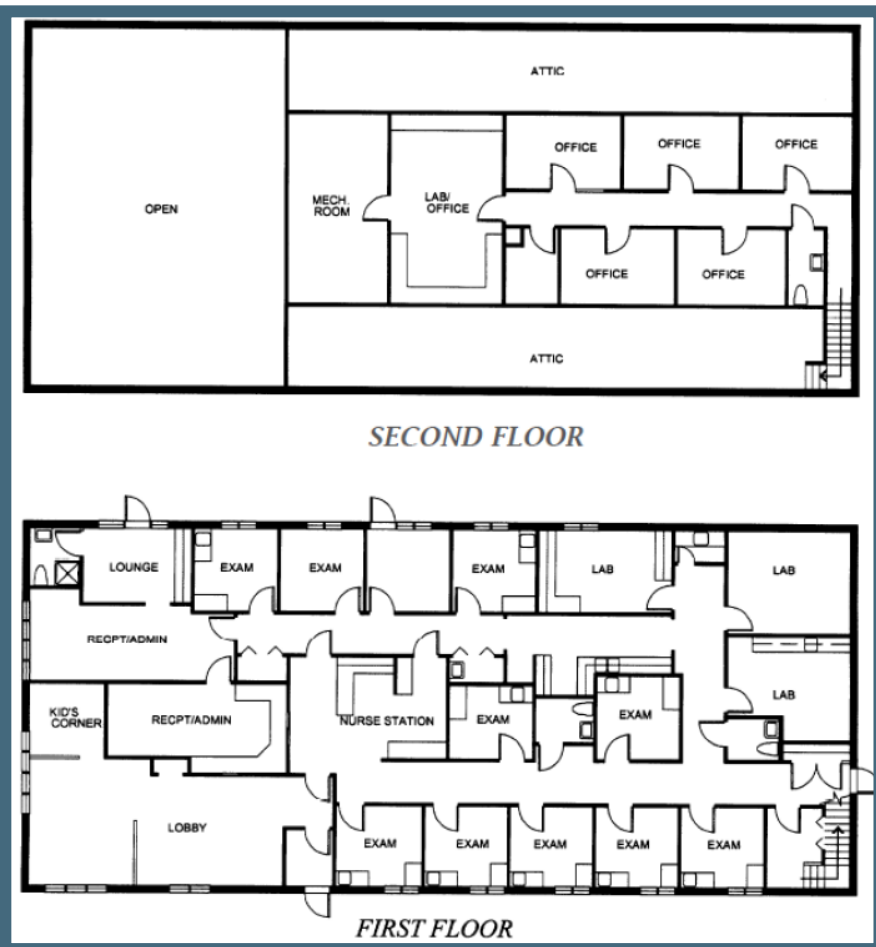 ATTIC
OFFICE
OFFICE
OFFICE
OPEN
MECH.
ROOM
LAB/
OFFICE
OFFICE
OFFICE
ATTIC
SECOND FLOOR
LOUNGE
EXAM
EXAM
EXAM
LAB
LAB
RECPT/ADMIN
KID'S
CORNER
RECPT/ADMIN
NURSE STATION
EXAM
EXAM
LAB
LOBBY
EXAM
EXAM
EXAM
EXAM
EXAM
FIRST FLOOR